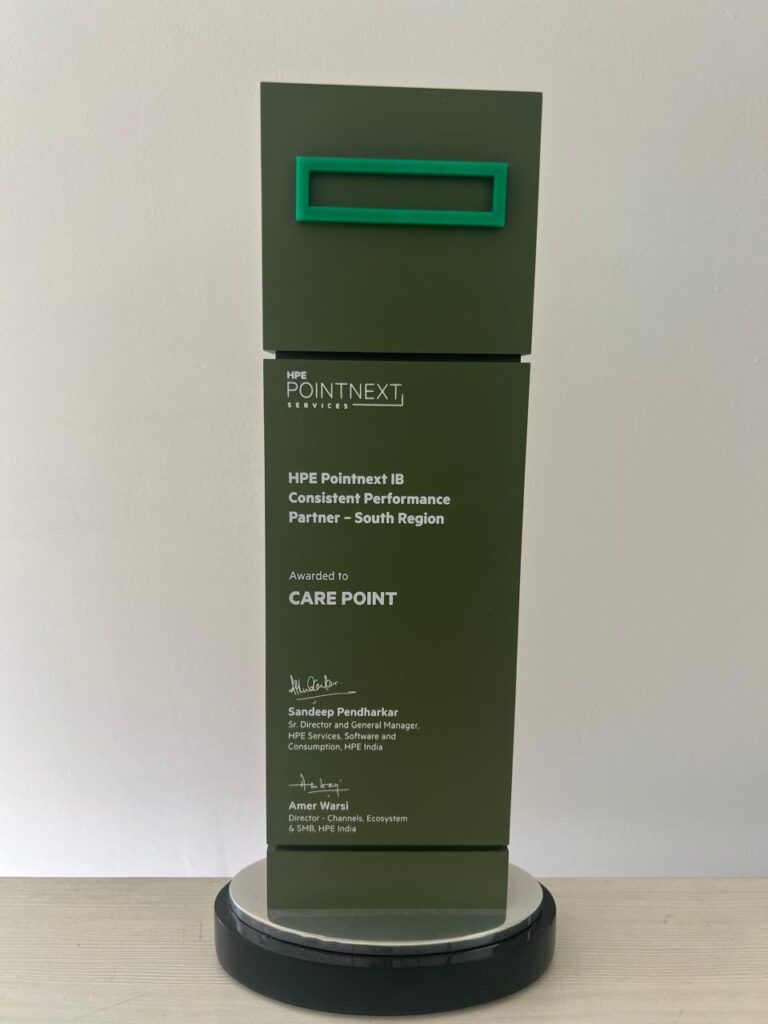 HPE
POINTNEXT
SERVICES
HPE Pointnext IB
Consistent Performance
Partner – South Region
Awarded to
CARE POINT
Sandeep Pendharkar
Sr. Director and General Manager,
HPE Services, Software and
Consumption, HPE India
Amer Warsi
Director - Channels, Ecosystem
& SMB, HPE India